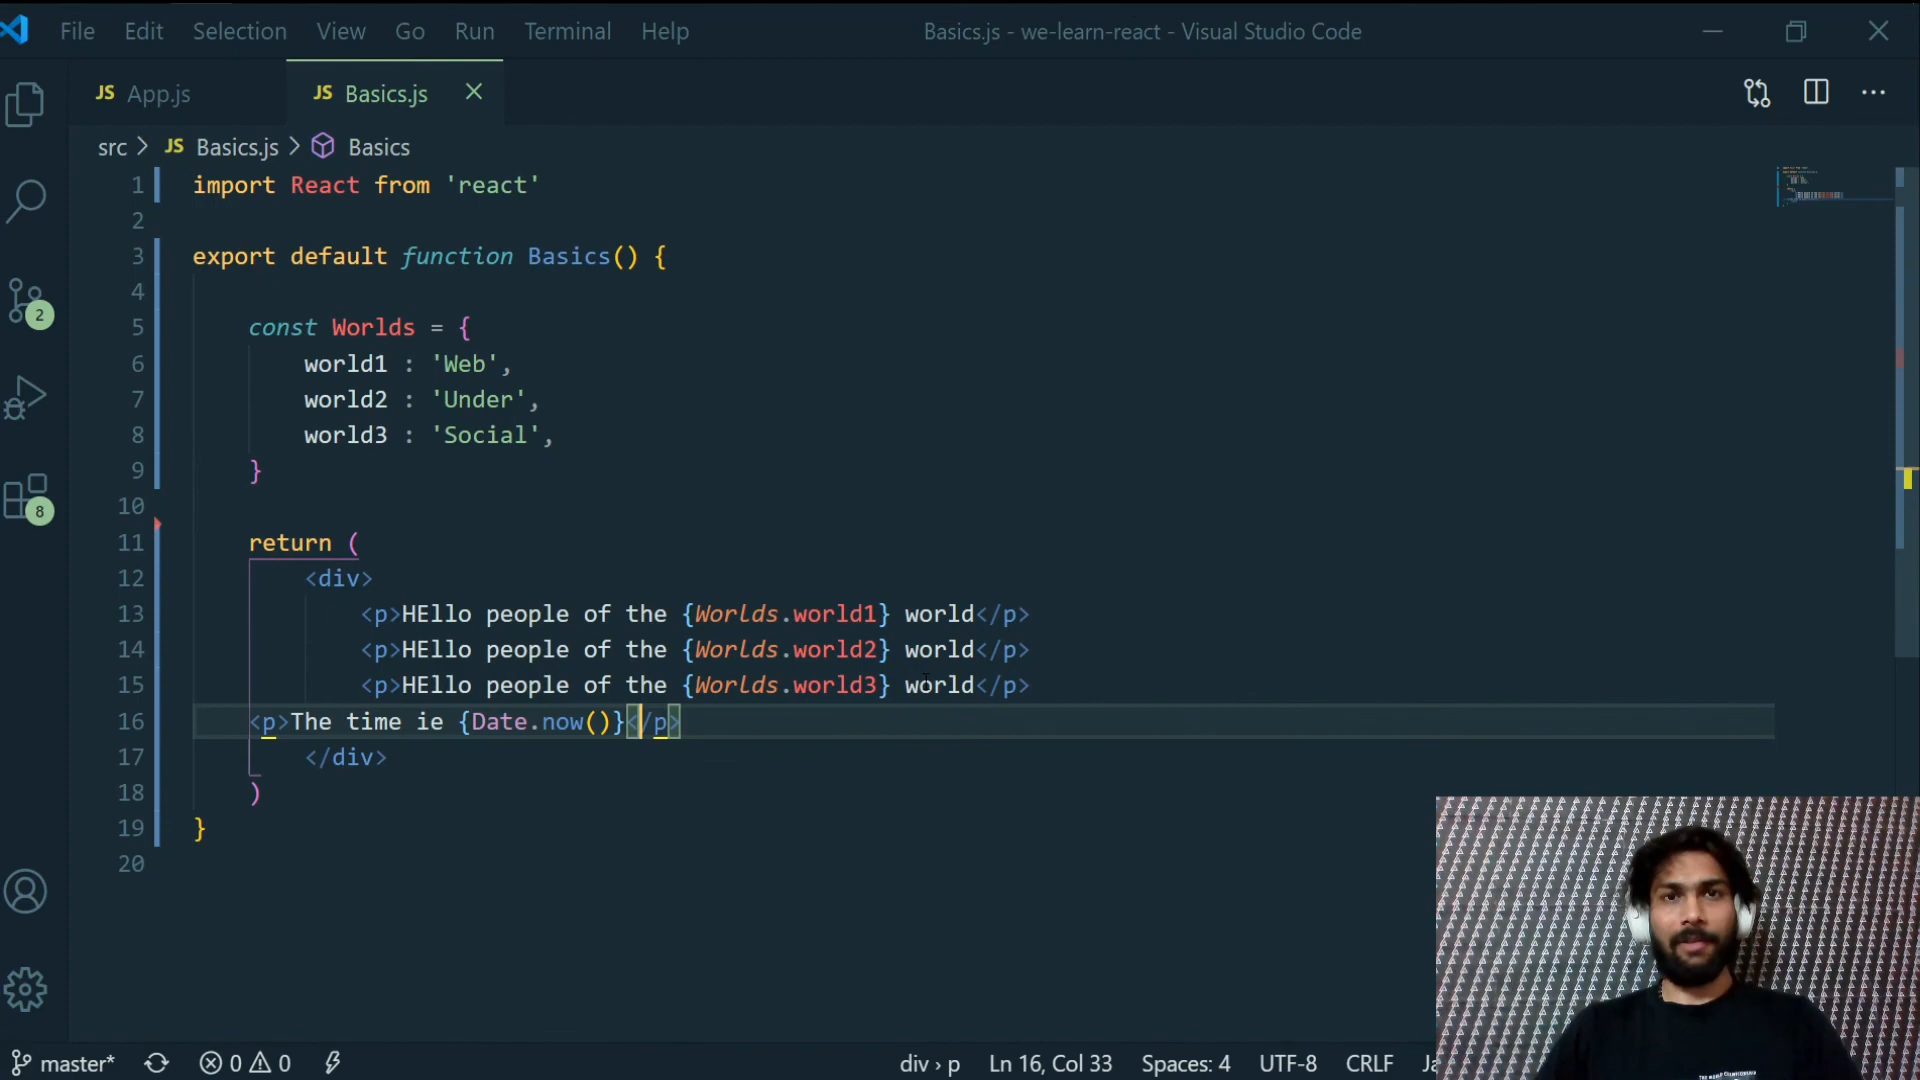 File Edit Selection View Go Run Terminal Help Basics.js - we-learn-react - Visual Studio Code
JS App.js JS Basics.js
src > JS Basics.js > Basics
1 import React from 'react'
2
3 export default function Basics() {
4
5 const Worlds = {
6 world1 : 'Web',
7 world2 : 'Under',
8 world3 : 'Social',
9 }
10
11 return (
12 <div>
13 <p>HEllo people of the {Worlds.world1} world</p>
14 <p>HEllo people of the {Worlds.world2} world</p>
15 <p>HEllo people of the {Worlds.world3} world</p>
16 <p>The time ie {Date.now()}</p>
17 </div>
18 )
19 }
20
2
8
master* 0 0 div › p Ln 16, Col 33 Spaces: 4 UTF-8 CRLF